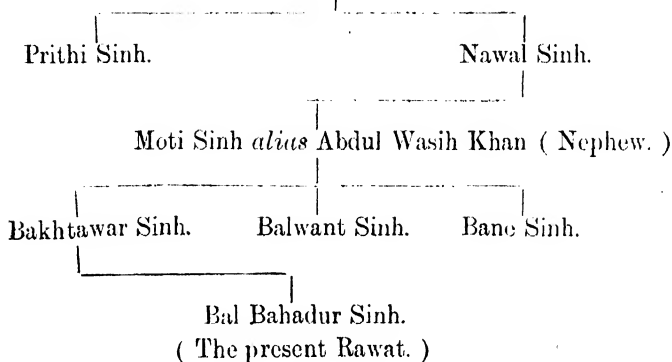 Prithi Sinh. Nawal Sinh.
Moti Sinh alias Abdul Wasih Khan ( Nephew. )
Bakhtawar Sinh. Balwant Sinh. Bane Sinh.
Bal Bahadur Sinh.
( The present Rawat. )